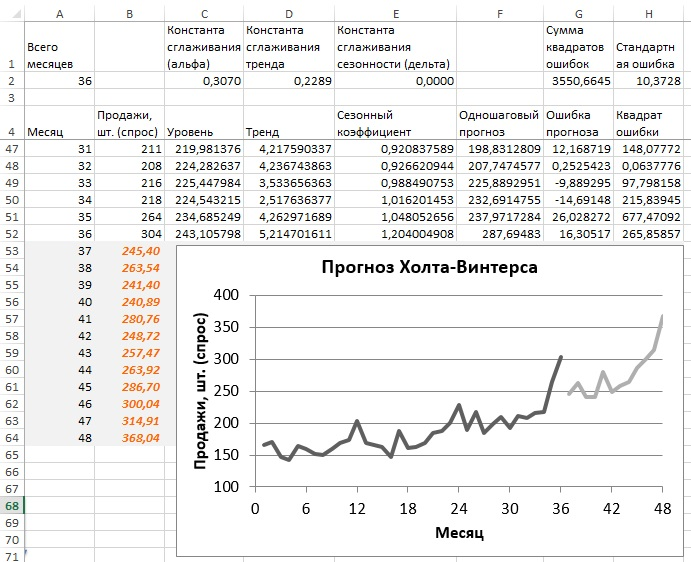 A B C D E F G H
1 Всего месяцев Константа сглаживания (альфа) Константа сглаживания тренда Константа сглаживания сезонности (дельта) Сумма квадратов ошибок Стандартная ошибка
2 36 0,3070 0,2289 0,0000 3550,6645 10,3728
3
4 Месяц Продажи, шт. (спрос) Уровень Тренд Сезонный коэффициент Одношаговый прогноз Ошибка прогноза Квадрат ошибки
47 31 211 219,981376 4,217590337 0,920837589 198,8312809 12,168719 148,07772
48 32 208 224,282637 4,236743863 0,926620944 207,7474577 0,2525423 0,0637776
49 33 216 225,447984 3,533656363 0,988490753 225,8892951 -9,889295 97,798158
50 34 218 224,543215 2,517636377 1,016201453 232,6914755 -14,69148 215,83945
51 35 264 234,685249 4,262971689 1,048052656 237,9717284 26,028272 677,47092
52 36 304 243,105798 5,214701611 1,204004908 287,69483 16,30517 265,85857
53 37 245,40
54 38 263,54
55 39 241,40
56 40 240,89
57 41 280,76
58 42 248,72
59 43 257,47
60 44 263,92
61 45 286,70
62 46 300,04
63 47 314,91
64 48 368,04
65
66
67
68
69
70
71
Прогноз Холта-Винтерса
Продажи, шт. (спрос)
400
350
300
250
200
150
100
0 6 12 18 24 30 36 42 48
Месяц